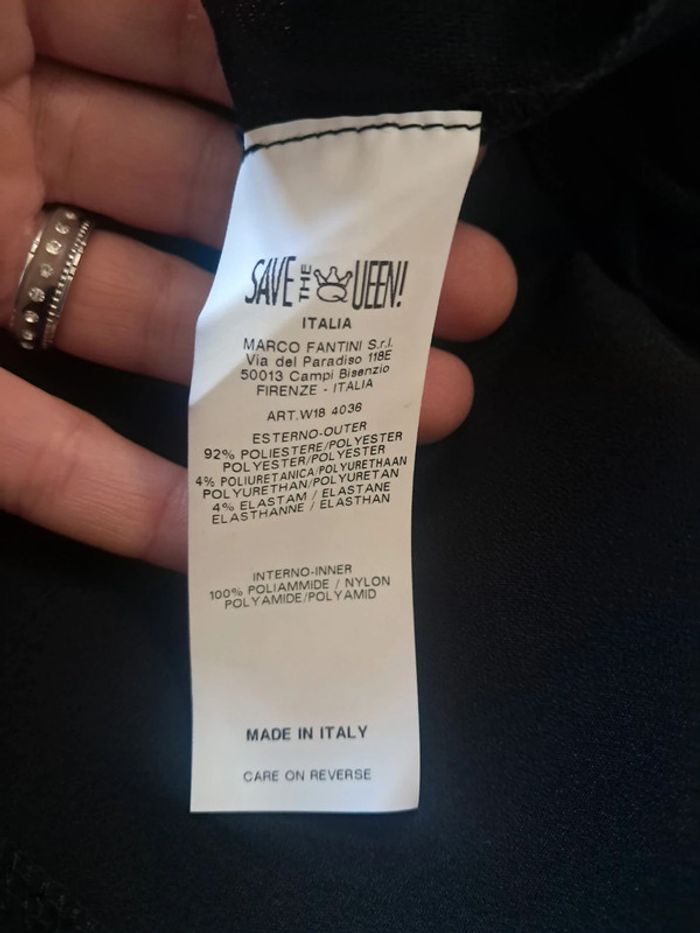 SAVE THE QUEEN!
ITALIA
MARCO FANTINI S.r.l.
Via del Paradiso 118E
50013 Campi Bisenzio
FIRENZE - ITALIA
ART.W18 4036
ESTERNO-OUTER
92% POLIESTERE/POLYESTER
POLYESTER/POLYESTER
4% POLIURETANICA/POLYURETHAAN
POLYURETHAN/POLYURETAN
4% ELASTAM / ELASTANE
ELASTHANNE / ELASTHAN
INTERNO-INNER
100% POLIAMMIDE / NYLON
POLYAMIDE/POLYAMID
MADE IN ITALY
CARE ON REVERSE